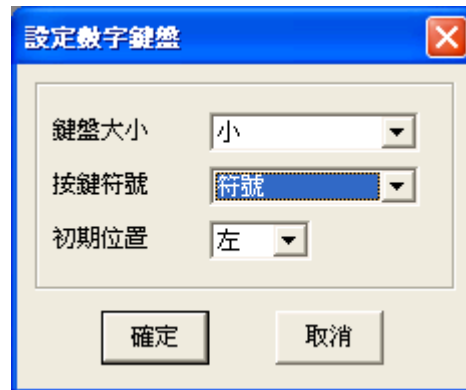 設定數字鍵盤
鍵盤大小 小
按鍵符號 符號
初期位置 左
確定 取消